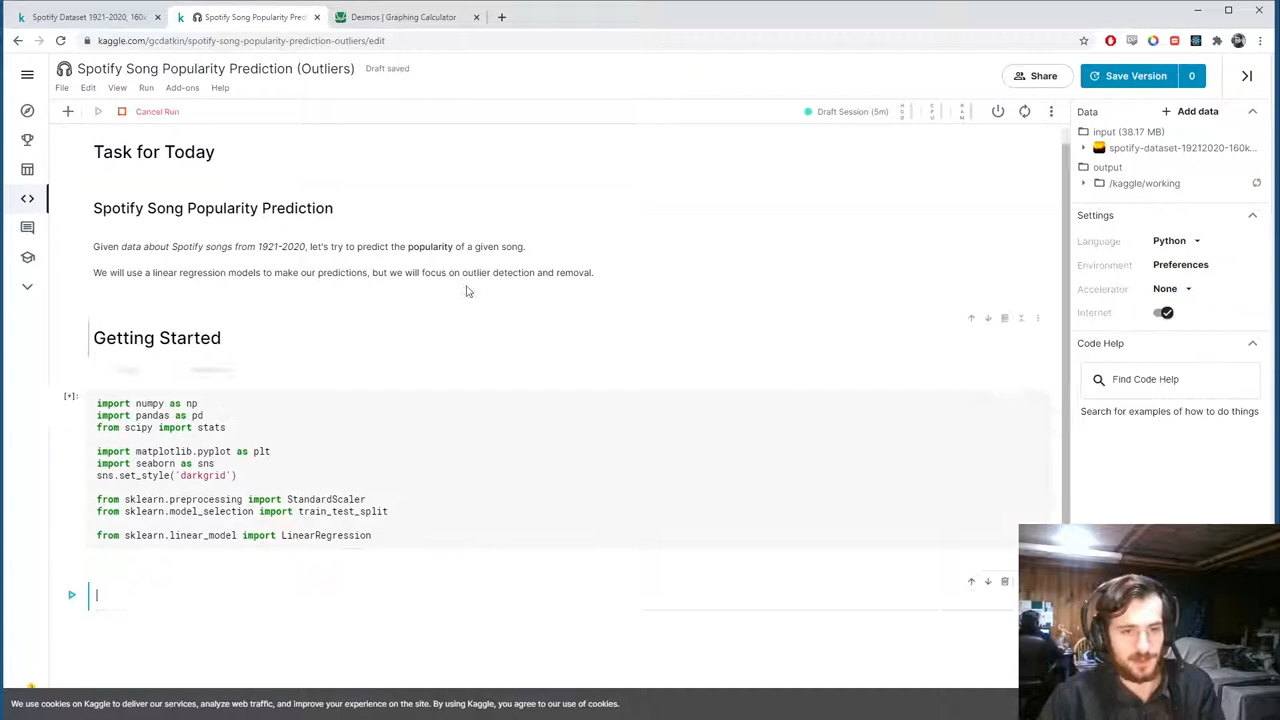 Spotify Dataset 1921-2020, 160k
Spotify Song Popularity Pred
Desmos | Graphing Calculator
kaggle.com/gcdatkin/spotify-song-popularity-prediction-outliers/edit
Spotify Song Popularity Prediction (Outliers)
Draft saved
Share
Save Version
0
File
Edit
View
Run
Add-ons
Help
Cancel Run
Draft Session (5m)
Data
Add data
input (38.17 MB)
spotify-dataset-19212020-160k...
output
/kaggle/working
Settings
Language
Python
Environment
Preferences
Accelerator
None
Internet
Code Help
Find Code Help
Search for examples of how to do things
Task for Today
Spotify Song Popularity Prediction
Given data about Spotify songs from 1921-2020, let's try to predict the popularity of a given song.
We will use a linear regression models to make our predictions, but we will focus on outlier detection and removal.
Getting Started
[*]:
import numpy as np
import pandas as pd
from scipy import stats
import matplotlib.pyplot as plt
import seaborn as sns
sns.set_style('darkgrid')
from sklearn.preprocessing import StandardScaler
from sklearn.model_selection import train_test_split
from sklearn.linear_model import LinearRegression
We use cookies on Kaggle to deliver our services, analyze web traffic, and improve your experience on the site. By using Kaggle, you agree to our use of cookies.